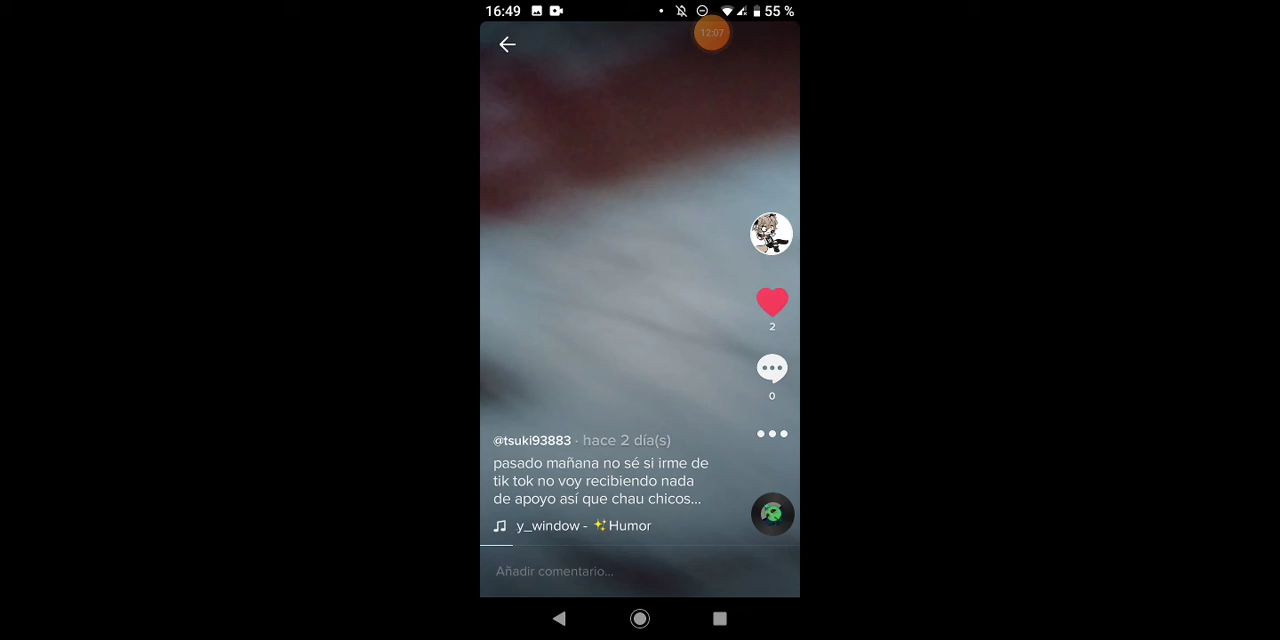 16:49
55 %
12:07
2
0
@tsuki93883 · hace 2 día(s)
pasado mañana no sé si irme de
tik tok no voy recibiendo nada
de apoyo así que chau chicos...
y_window - ✨Humor
Añadir comentario...